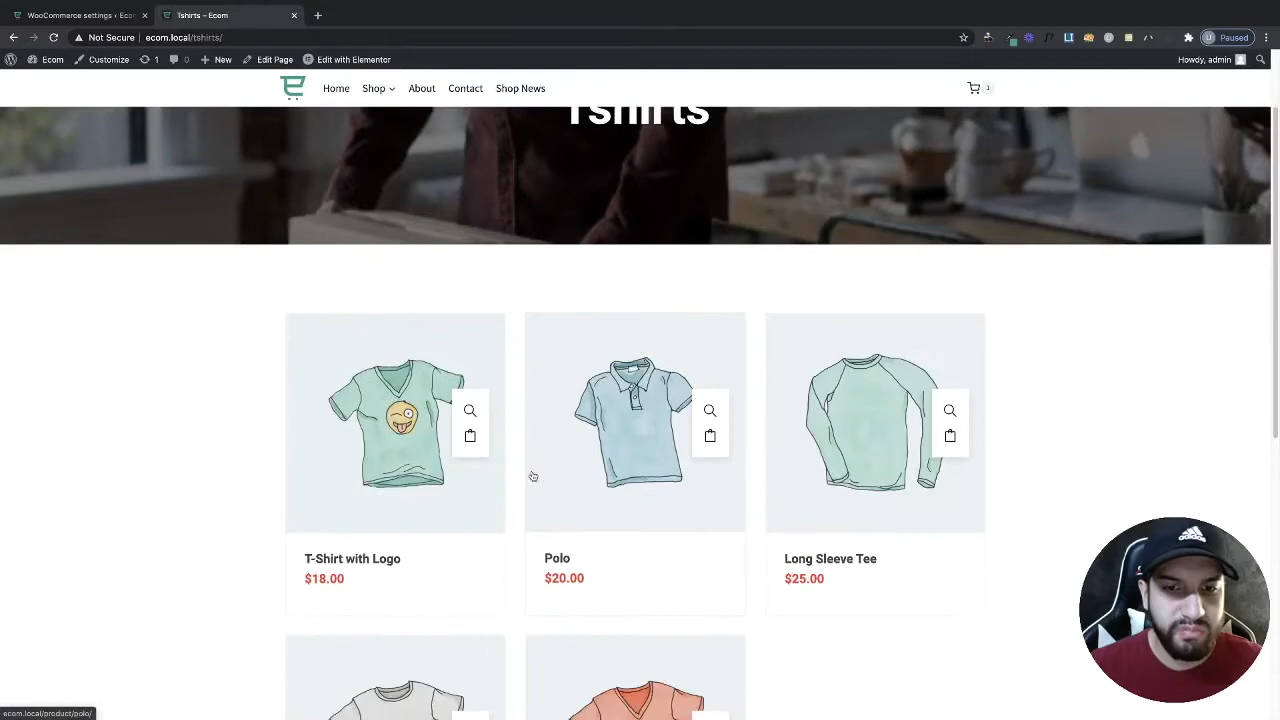 WooCommerce settings ‹ Ecom
Tshirts – Ecom
Not Secure
ecom.local/tshirts/
Paused
Ecom
Customize
1
0
New
Edit Page
Edit with Elementor
Howdy, admin
Home
Shop
About
Contact
Shop News
1
Tshirts
T-Shirt with Logo
$18.00
Polo
$20.00
Long Sleeve Tee
$25.00
adidas
ecom.local/product/polo/